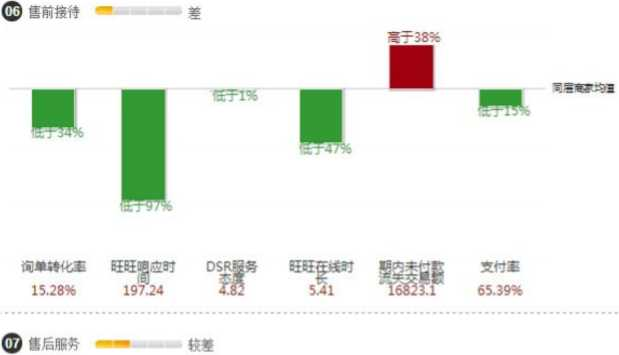 06 售前接待 差
高于38%
同层商家均值
低于1%
低于15%
低于34%
低于47%
低于97%
询单转化率 旺旺响应时 DSR服务 旺旺在线时 期内未付款 支付率
间 态度 长 流失交易额
15.28% 197.24 4.82 5.41 16823.1 65.39%
07 售后服务 较差